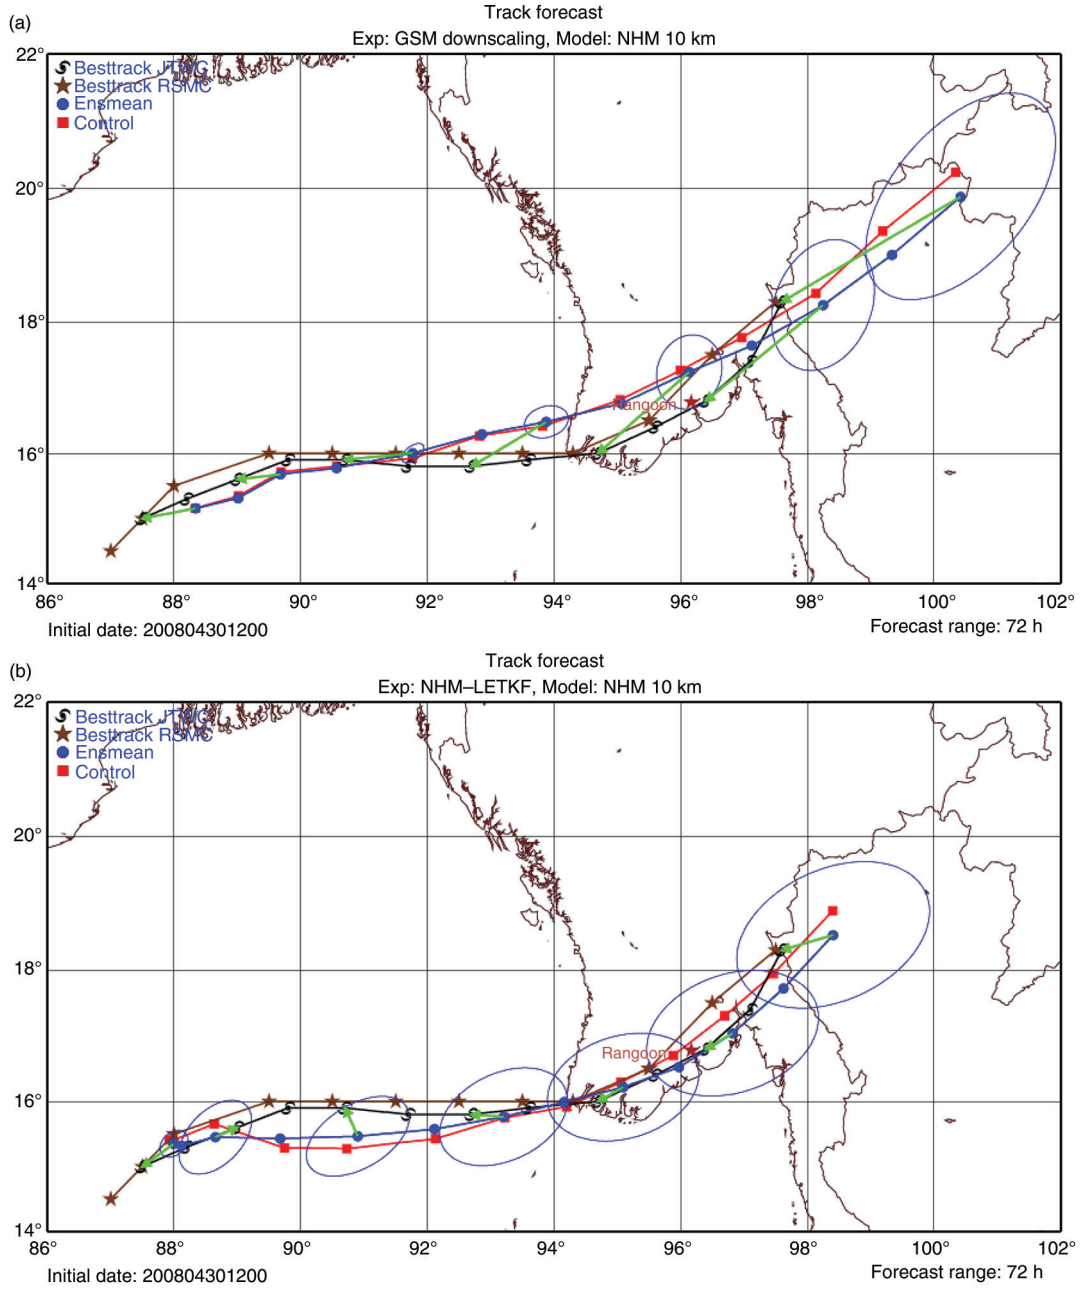 (a)
Track forecast
Exp: GSM downscaling, Model: NHM 10 km
22°
Besttrack JTWC
Besttrack RSMC
Ensmean
Control
20°
18°
Rangoon
16°
14°
86° 88° 90° 92° 94° 96° 98° 100° 102°
Initial date: 200804301200
Forecast range: 72 h
(b)
Track forecast
Exp: NHM–LETKF, Model: NHM 10 km
22°
Besttrack JTWC
Besttrack RSMC
Ensmean
Control
20°
18°
Rangoon
16°
14°
86° 88° 90° 92° 94° 96° 98° 100° 102°
Initial date: 200804301200
Forecast range: 72 h